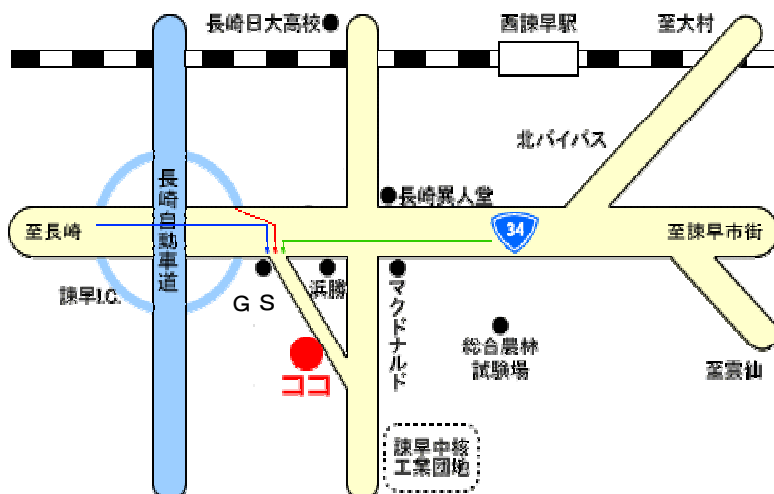 長崎日大高校
西諫早駅
至大村
北バイパス
長崎自動車道
長崎異人堂
至長崎
34
至諫早市街
諫早I.C.
GS
浜勝
マクドナルド
総合農林
試験場
至雲仙
ココ
諫早中核
工業団地